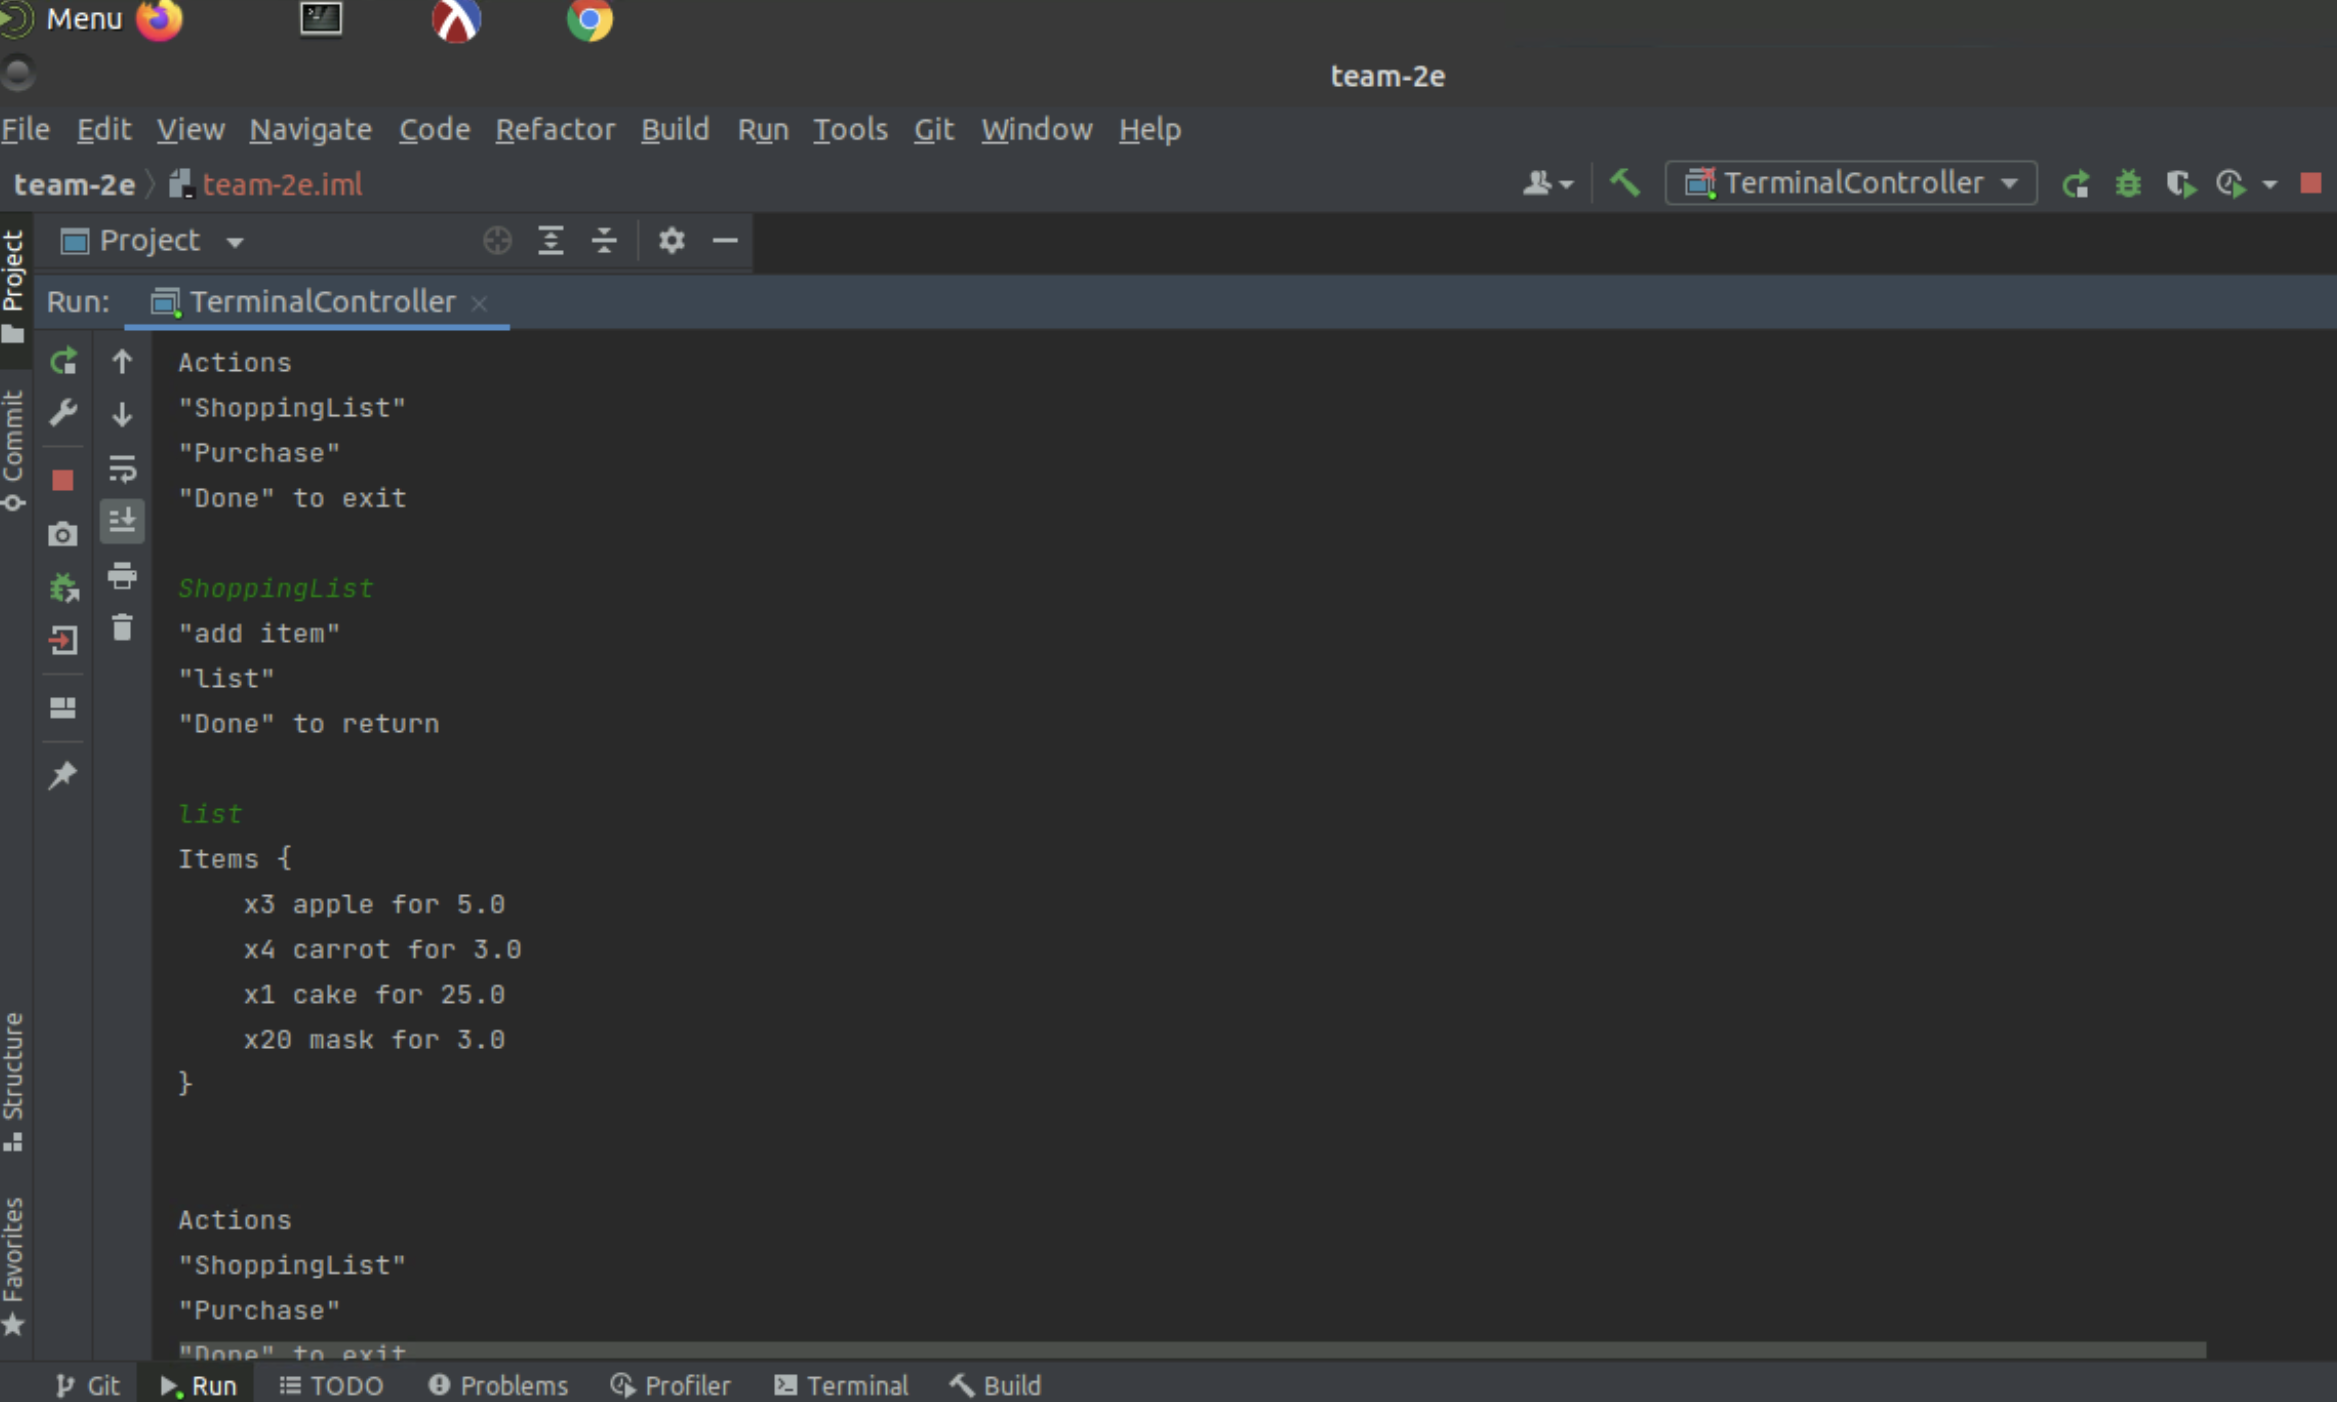 Menu
team-2e
File Edit View Navigate Code Refactor Build Run Tools Git Window Help
team-2e team-2e.iml TerminalController
Project
Project
Run: TerminalController
Commit
Structure
Favorites
Actions
"ShoppingList"
"Purchase"
"Done" to exit
ShoppingList
"add item"
"list"
"Done" to return
list
Items {
x3 apple for 5.0
x4 carrot for 3.0
x1 cake for 25.0
x20 mask for 3.0
}
Actions
"ShoppingList"
"Purchase"
"Done" to exit
Git Run TODO Problems Profiler Terminal Build